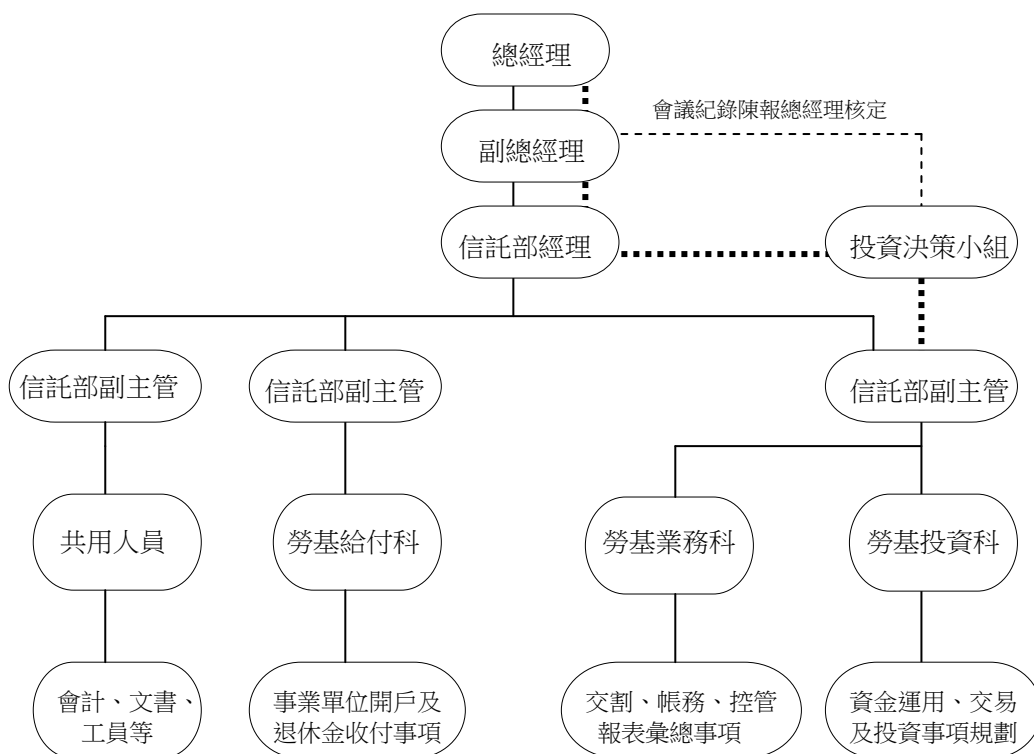 總經理
會議紀錄陳報總經理核定
副總經理
信託部經理
投資決策小組
信託部副主管
信託部副主管
信託部副主管
共用人員
勞基給付科
勞基業務科
勞基投資科
會計、文書、
工員等
事業單位開戶及
退休金收付事項
交割、帳務、控管
報表彙總事項
資金運用、交易
及投資事項規劃